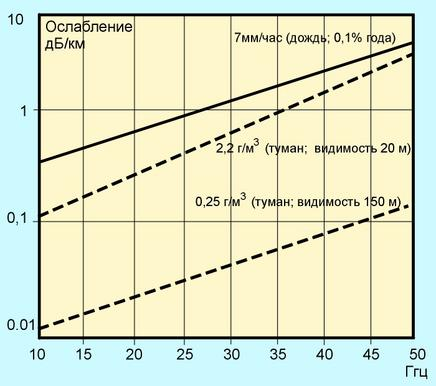 10
Ослабление
дБ/км
7мм/час (дождь; 0,1% года)
1
2,2 г/м³ (туман; видимость 20 м)
0,25 г/м³ (туман; видимость 150 м)
0,1
0.01
10 15 20 25 30 35 40 45 50
Ггц